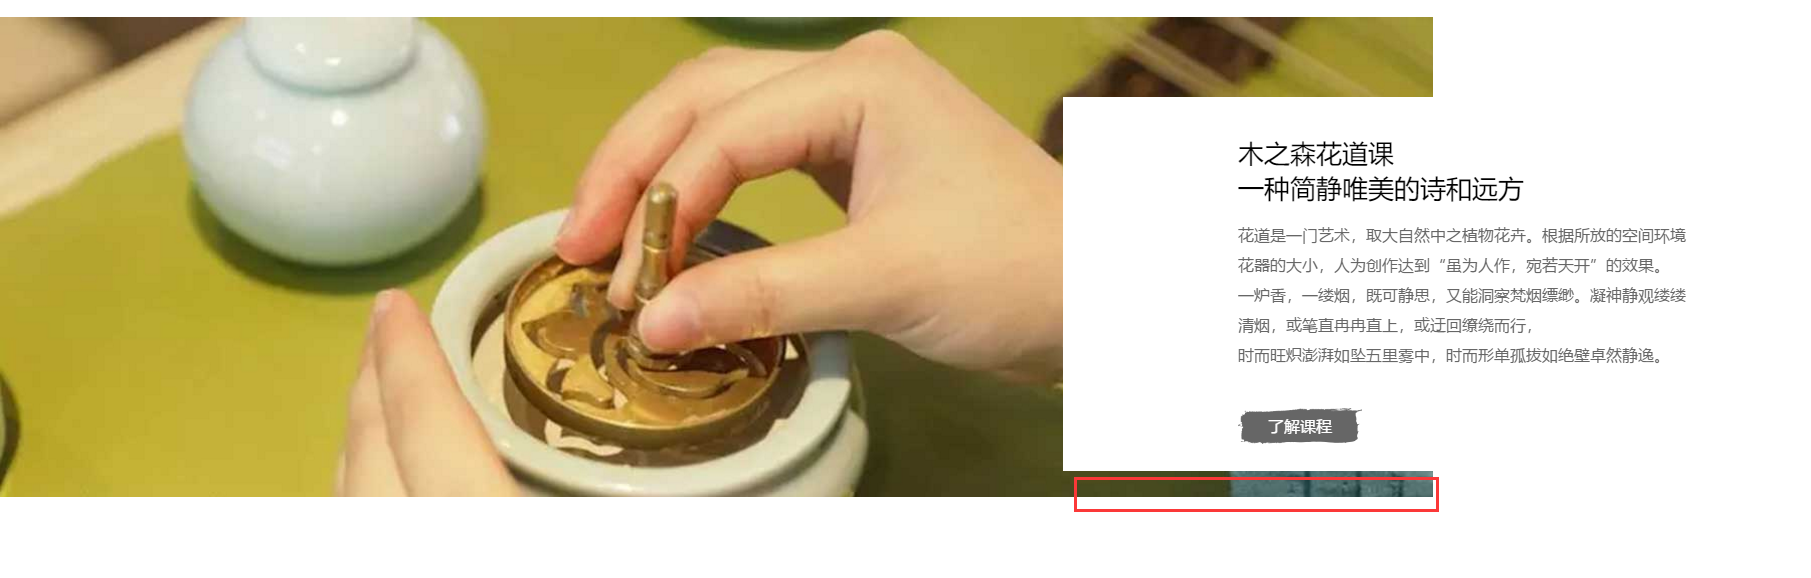 木之森花道课
一种简静唯美的诗和远方
花道是一门艺术，取大自然中之植物花卉。根据所放的空间环境
花器的大小，人为创作达到“虽为人作，宛若天开”的效果。
一炉香，一缕烟，既可静思，又能洞察梵烟缥缈。凝神静观缕缕
清烟，或笔直冉冉直上，或迂回缭绕而行，
时而旺炽澎湃如坠五里雾中，时而形单孤拔如绝壁卓然静逸。
了解课程